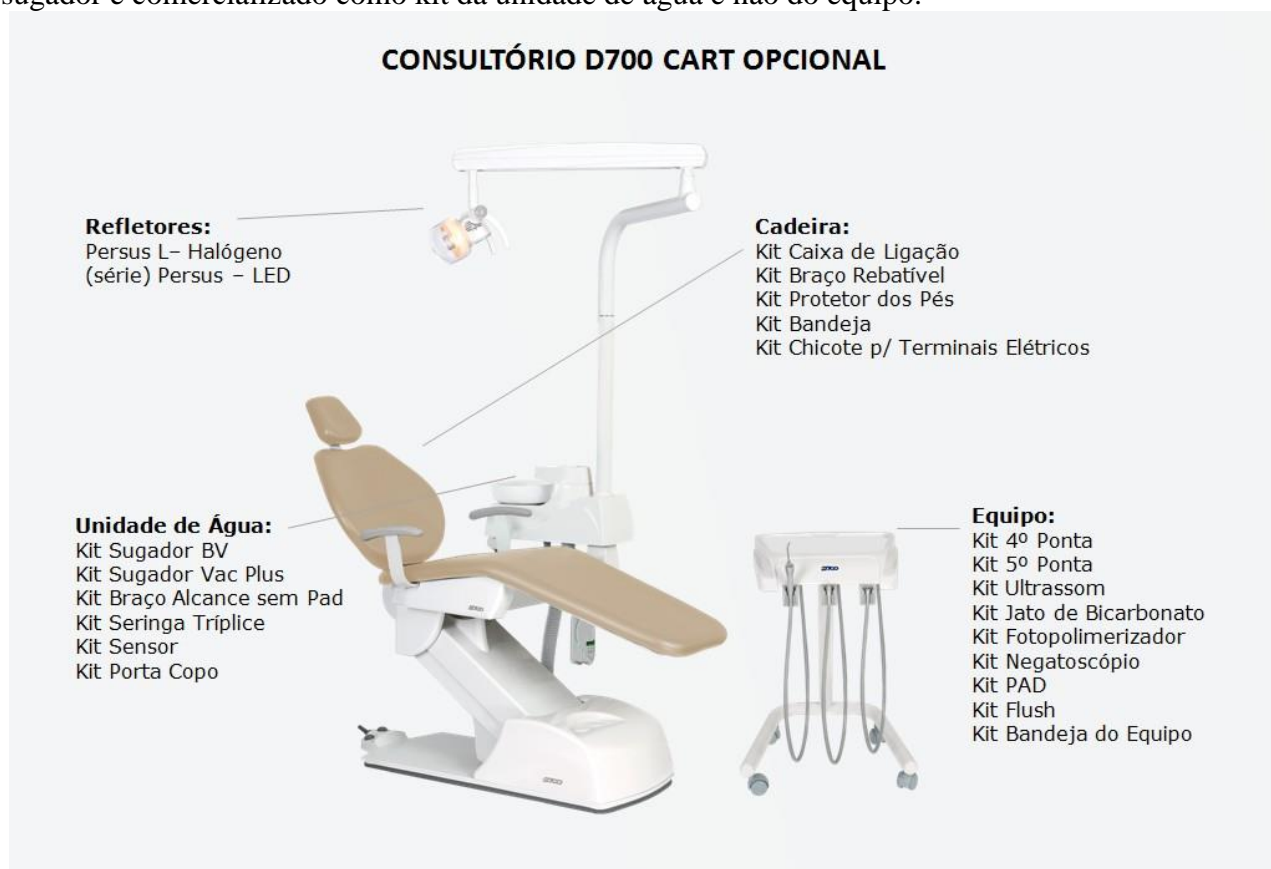 sugador é comercializado como kit da unidade de água e não do equipo.
CONSULTÓRIO D700 CART OPCIONAL
Refletores:
Persus L– Halógeno
(série) Persus – LED
Cadeira:
Kit Caixa de Ligação
Kit Braço Rebatível
Kit Protetor dos Pés
Kit Bandeja
Kit Chicote p/ Terminais Elétricos
Unidade de Água:
Kit Sugador BV
Kit Sugador Vac Plus
Kit Braço Alcance sem Pad
Kit Seringa Tríplice
Kit Sensor
Kit Porta Copo
Equipo:
Kit 4º Ponta
Kit 5º Ponta
Kit Ultrassom
Kit Jato de Bicarbonato
Kit Fotopolimerizador
Kit Negatoscópio
Kit PAD
Kit Flush
Kit Bandeja do Equipo